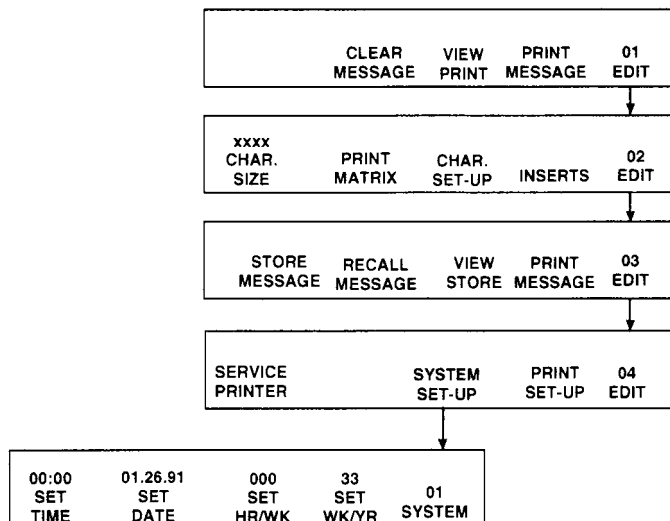 CLEAR VIEW PRINT 01
MESSAGE PRINT MESSAGE EDIT
xxxx
CHAR. PRINT CHAR. 02
SIZE MATRIX SET-UP INSERTS EDIT
STORE RECALL VIEW PRINT 03
MESSAGE MESSAGE STORE MESSAGE EDIT
SERVICE SYSTEM PRINT 04
PRINTER SET-UP SET-UP EDIT
00:00 01.26.91 000 33
SET SET SET SET 01
TIME DATE HR/WK WK/YR SYSTEM